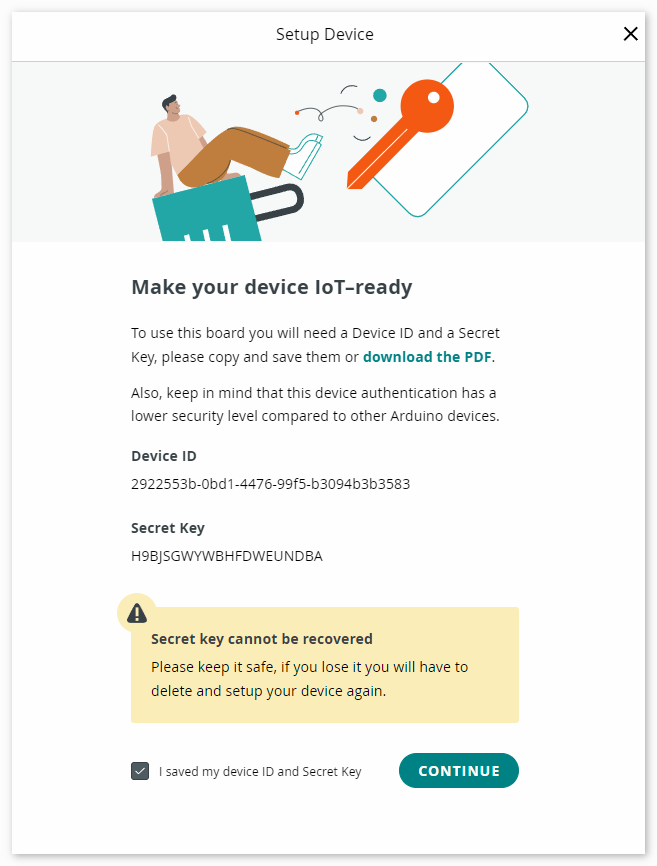 Setup Device
Make your device IoT–ready
To use this board you will need a Device ID and a Secret
Key, please copy and save them or download the PDF.
Also, keep in mind that this device authentication has a
lower security level compared to other Arduino devices.
Device ID
2922553b-0bd1-4476-99f5-b3094b3b3583
Secret Key
H9BJSGWYWBHFDWEUNDBA
Secret key cannot be recovered
Please keep it safe, if you lose it you will have to
delete and setup your device again.
I saved my device ID and Secret Key
CONTINUE